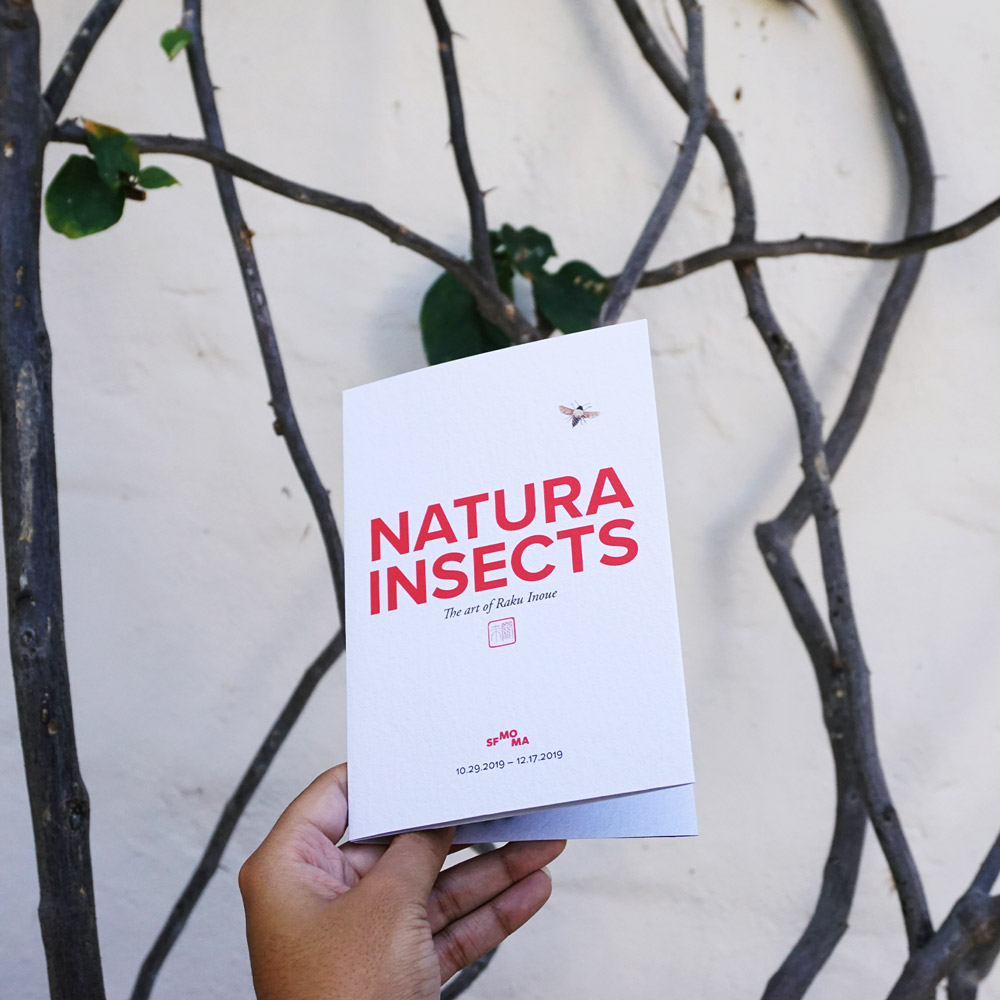 NATURA
INSECTS
The art of Raku Inoue
SFMOMA
10.29.2019 – 12.17.2019